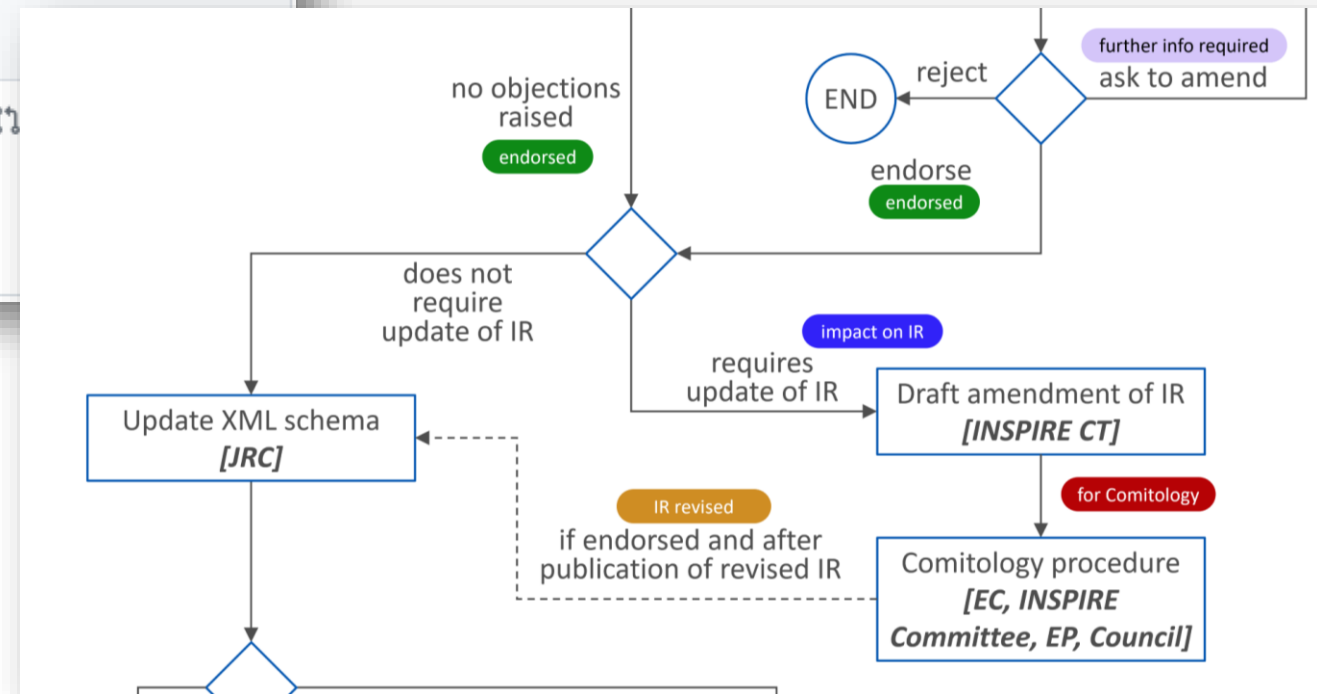 further info required
ask to amend
reject
END
no objections
raised
endorsed
endorse
endorsed
does not
require
update of IR
impact on IR
requires
update of IR
Draft amendment of IR
[INSPIRE CT]
Update XML schema
[JRC]
for Comitology
IR revised
if endorsed and after
publication of revised IR
Comitology procedure
[EC, INSPIRE
Committee, EP, Council]